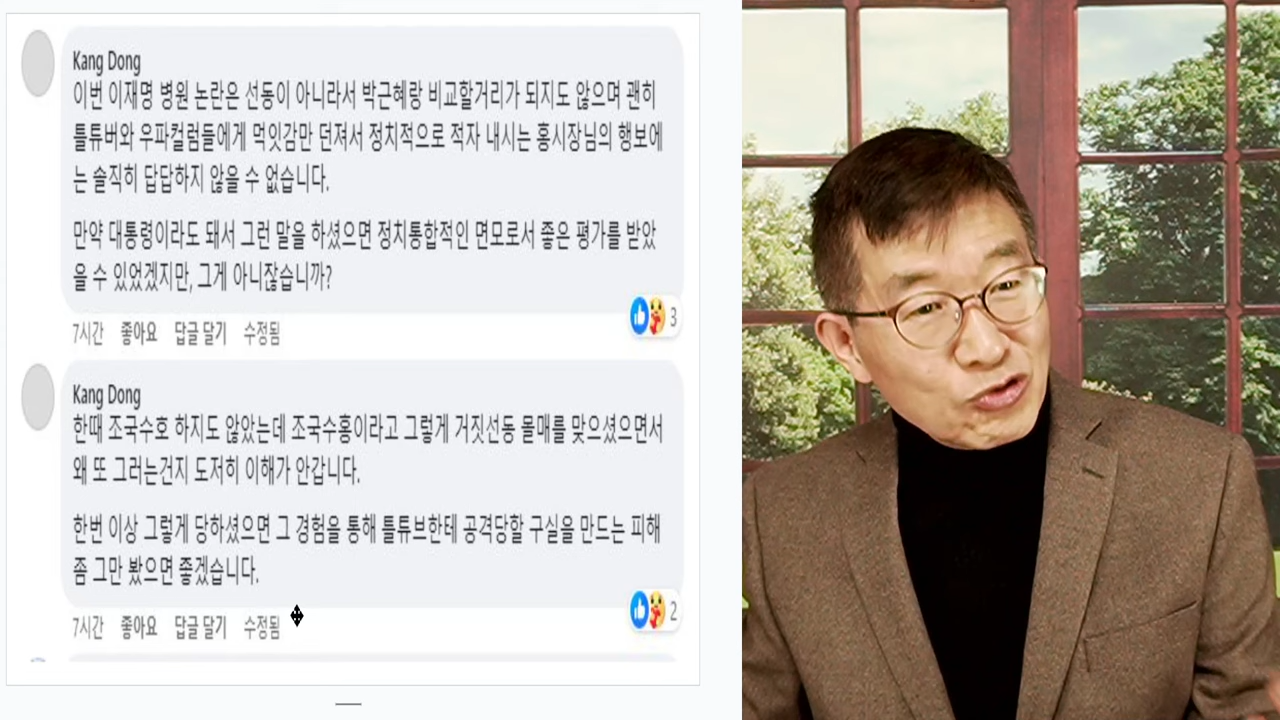 Kang Dong
이번 이재명 병원 논란은 선동이 아니라서 박근혜랑 비교할거리가 되지도 않으며 괜히
틀튜버와 우파컬럼들에게 먹잇감만 던져서 정치적으로 적자 내시는 홍시장님의 행보에
는 솔직히 답답하지 않을 수 없습니다.
만약 대통령이라도 돼서 그런 말을 하셨으면 정치통합적인 면모로서 좋은 평가를 받았
을 수 있었겠지만, 그게 아니잖습니까?
7시간 좋아요 답글 달기 수정됨
3
Kang Dong
한때 조국수호 하지도 않았는데 조국수홍이라고 그렇게 거짓선동 몰매를 맞으셨으면서
왜 또 그러는건지 도저히 이해가 안갑니다.
한번 이상 그렇게 당하셨으면 그 경험을 통해 틀튜브한테 공격당할 구실을 만드는 피해
좀 그만 봤으면 좋겠습니다.
7시간 좋아요 답글 달기 수정됨
2